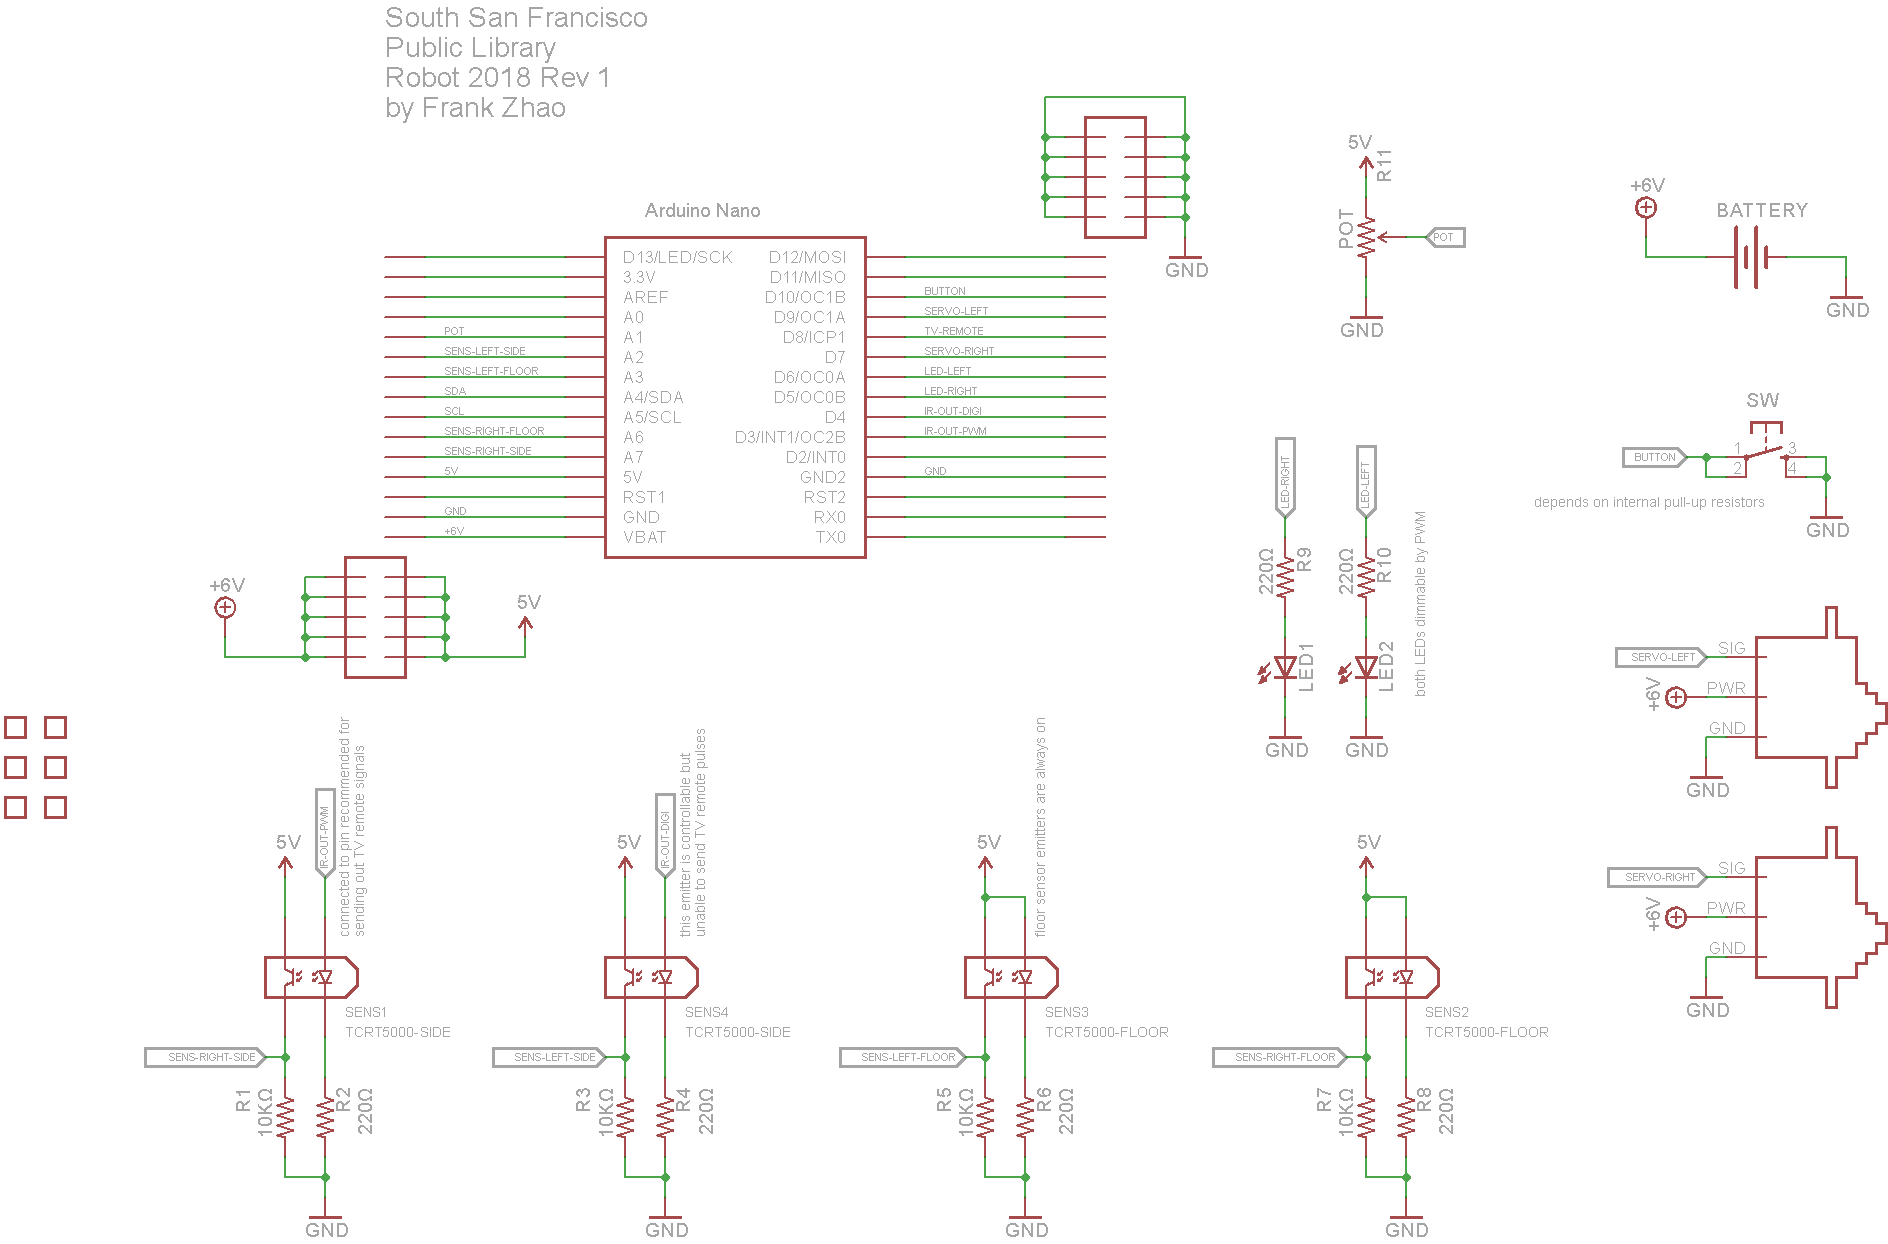 South San Francisco
Public Library
Robot 2018 Rev 1
by Frank Zhao
Arduino Nano
D13/LED/SCK
3.3V
AREF
A0
A1
A2
A3
A4/SDA
A5/SCL
A6
A7
5V
RST1
GND
VBAT
D12/MOSI
D11/MISO
D10/OC1B
D9/OC1A
D8/ICP1
D7
D6/OC0A
D5/OC0B
D4
D3/INT1/OC2B
D2/INT0
GND2
RST2
RX0
TX0
POT
SENS-LEFT-SIDE
SENS-LEFT-FLOOR
SDA
SCL
SENS-RIGHT-FLOOR
SENS-RIGHT-SIDE
5V
GND
+6V
BUTTON
SERVO-LEFT
TV-REMOTE
SERVO-RIGHT
LED-LEFT
LED-RIGHT
IR-OUT-DIGI
IR-OUT-PWM
GND
GND
5V
R11
POT
POT
GND
+6V
BATTERY
GND
SW
BUTTON
1
2
3
4
depends on internal pull-up resistors
GND
+6V
5V
LED-RIGHT
220Ω
R9
LED1
GND
LED-LEFT
220Ω
R10
LED2
GND
both LEDs dimmable by PWM
SERVO-LEFT
SIG
+6V
PWR
GND
GND
SERVO-RIGHT
SIG
+6V
PWR
GND
GND
5V
IR-OUT-PWM
connected to pin recommended for
sending out TV remote signals
SENS1
TCRT5000-SIDE
SENS-RIGHT-SIDE
R1
10KΩ
R2
220Ω
GND
5V
IR-OUT-DIGI
this emitter is controllable but
unable to send TV remote pulses
SENS4
TCRT5000-SIDE
SENS-LEFT-SIDE
R3
10KΩ
R4
220Ω
GND
5V
floor sensor emitters are always on
SENS3
TCRT5000-FLOOR
SENS-LEFT-FLOOR
R5
10KΩ
R6
220Ω
GND
5V
SENS2
TCRT5000-FLOOR
SENS-RIGHT-FLOOR
R7
10KΩ
R8
220Ω
GND